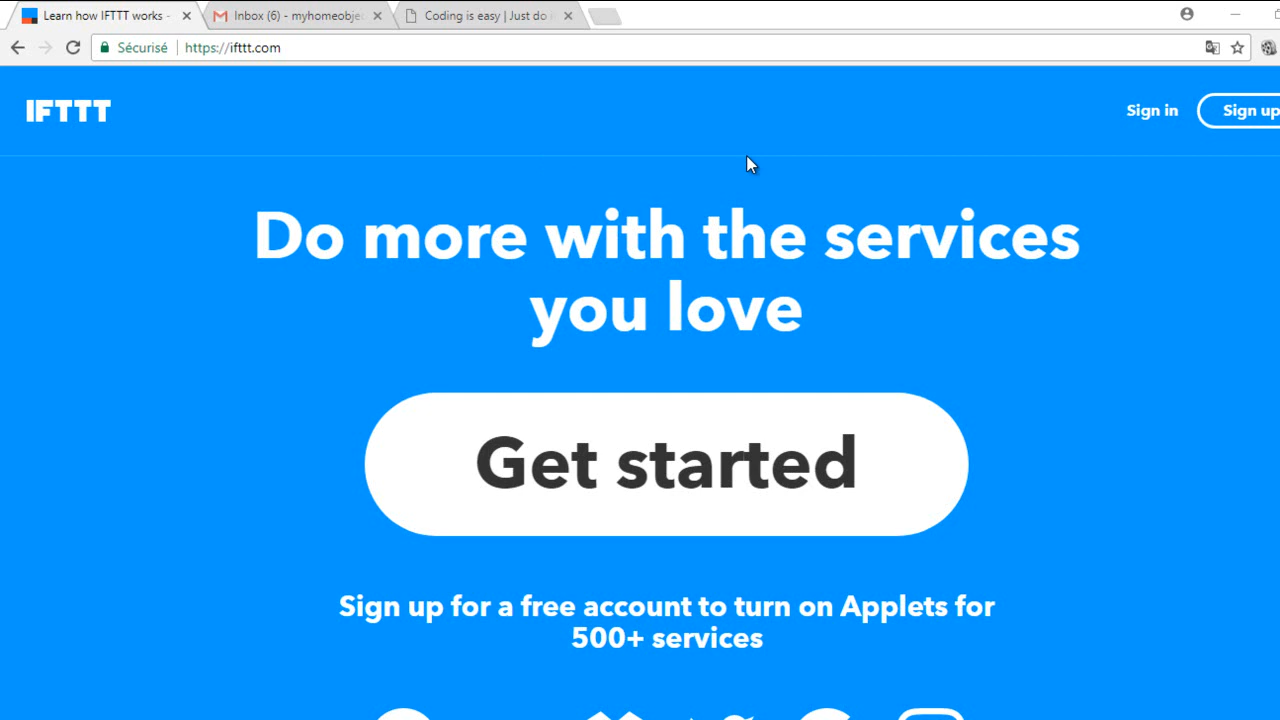 Learn how IFTTT works -
Inbox (6) - myhomeobje
Coding is easy | Just do
Sécurisé
https://ifttt.com
IFTTT
Sign in
Sign up
Do more with the services
you love
Get started
Sign up for a free account to turn on Applets for
500+ services